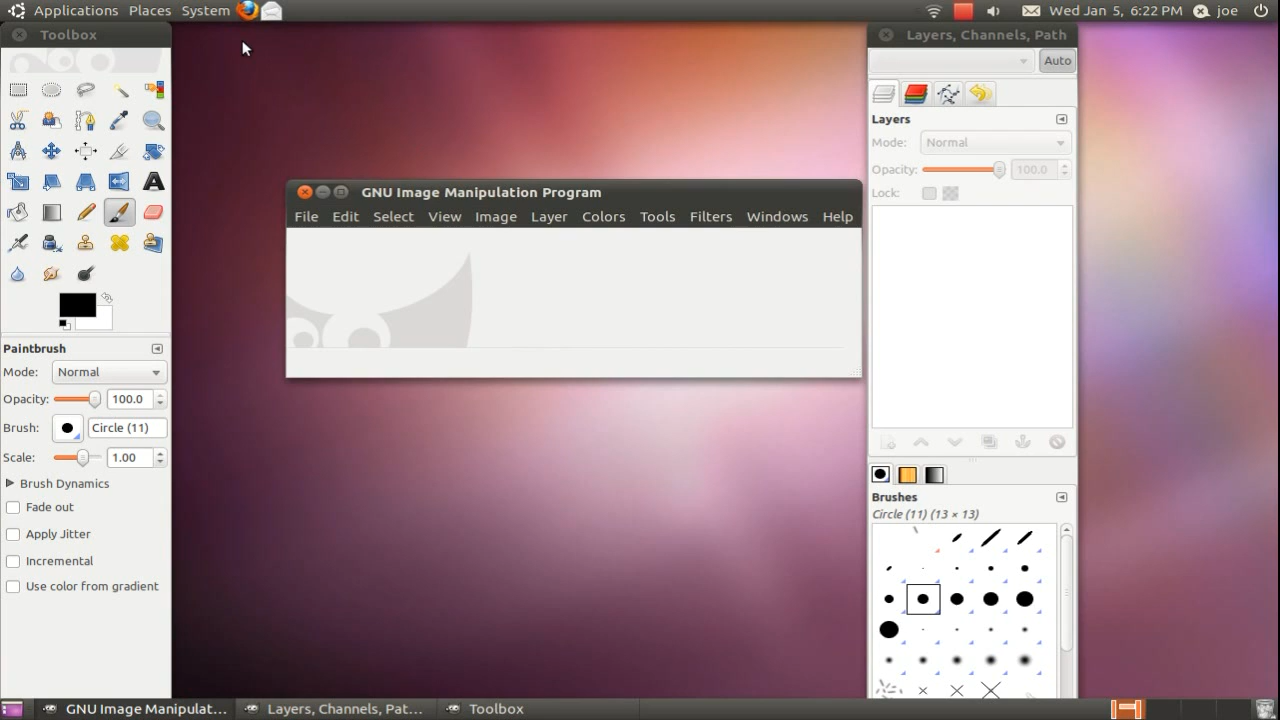 Applications Places System
Wed Jan 5, 6:22 PM joe
Toolbox
Layers, Channels, Path
Auto
Layers
Mode: Normal
Opacity: 100.0
Lock:
GNU Image Manipulation Program
File Edit Select View Image Layer Colors Tools Filters Windows Help
Paintbrush
Mode: Normal
Opacity: 100.0
Brush: Circle (11)
Scale: 1.00
Brush Dynamics
Fade out
Apply Jitter
Incremental
Use color from gradient
Brushes
Circle (11) (13 × 13)
GNU Image Manipulat... Layers, Channels, Pat... Toolbox